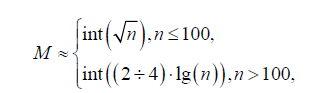 M ≈ { int(√n), n ≤ 100,
int((2 ÷ 4) · lg(n)), n > 100,